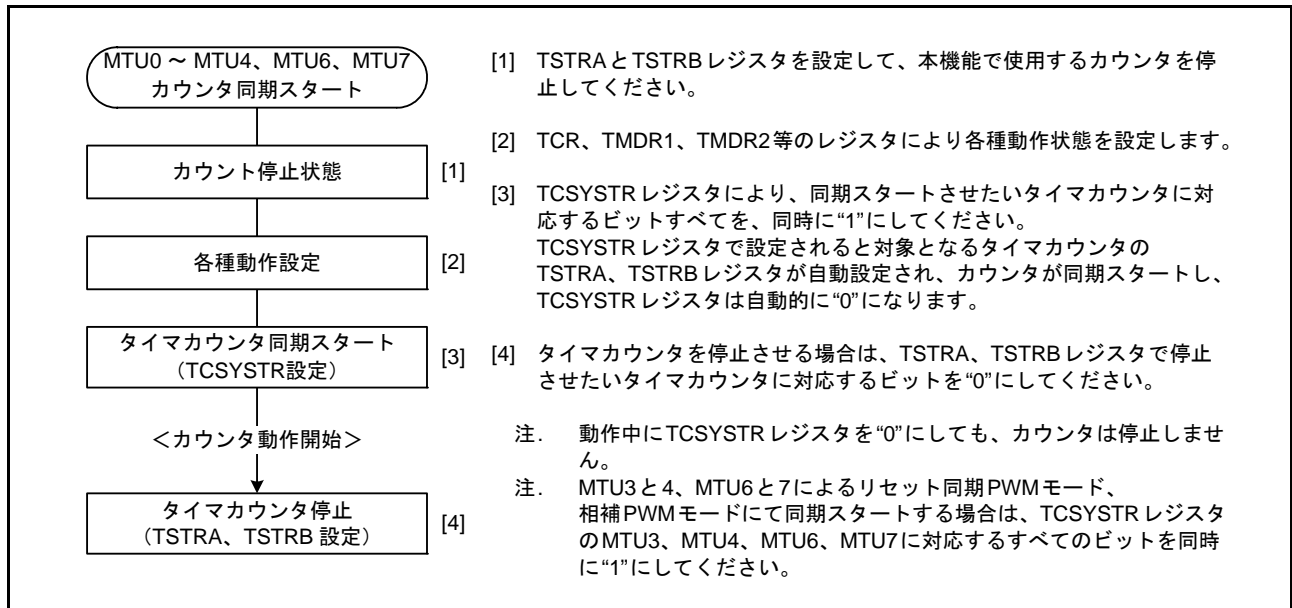 MTU0 ～ MTU4、MTU6、MTU7
カウンタ同期スタート
カウント停止状態
[1]
各種動作設定
[2]
タイマカウンタ同期スタート
（TCSYSTR設定）
[3]
＜カウンタ動作開始＞
タイマカウンタ停止
（TSTRA、TSTRB 設定）
[4]
[1] TSTRAとTSTRBレジスタを設定して、本機能で使用するカウンタを停
止してください。
[2] TCR、TMDR1、TMDR2等のレジスタにより各種動作状態を設定します。
[3] TCSYSTRレジスタにより、同期スタートさせたいタイマカウンタに対
応するビットすべてを、同時に“1”にしてください。
TCSYSTRレジスタで設定されると対象となるタイマカウンタの
TSTRA、TSTRBレジスタが自動設定され、カウンタが同期スタートし、
TCSYSTRレジスタは自動的に“0”になります。
[4] タイマカウンタを停止させる場合は、TSTRA、TSTRBレジスタで停止
させたいタイマカウンタに対応するビットを“0”にしてください。
注． 動作中にTCSYSTRレジスタを“0”にしても、カウンタは停止しませ
ん。
注． MTU3と4、MTU6と7によるリセット同期PWMモード、
相補PWMモードにて同期スタートする場合は、TCSYSTRレジスタ
のMTU3、MTU4、MTU6、MTU7に対応するすべてのビットを同時
に“1”にしてください。